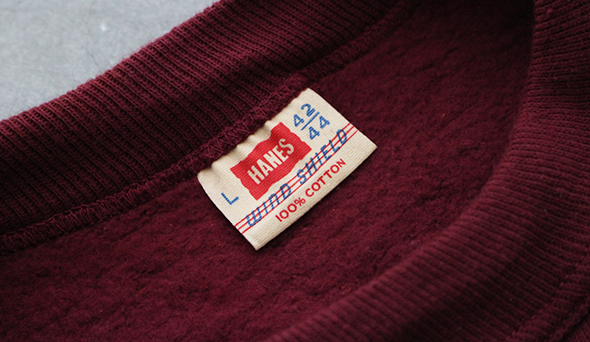 HANES
L
42
44
WIND SHIELD
100% COTTON